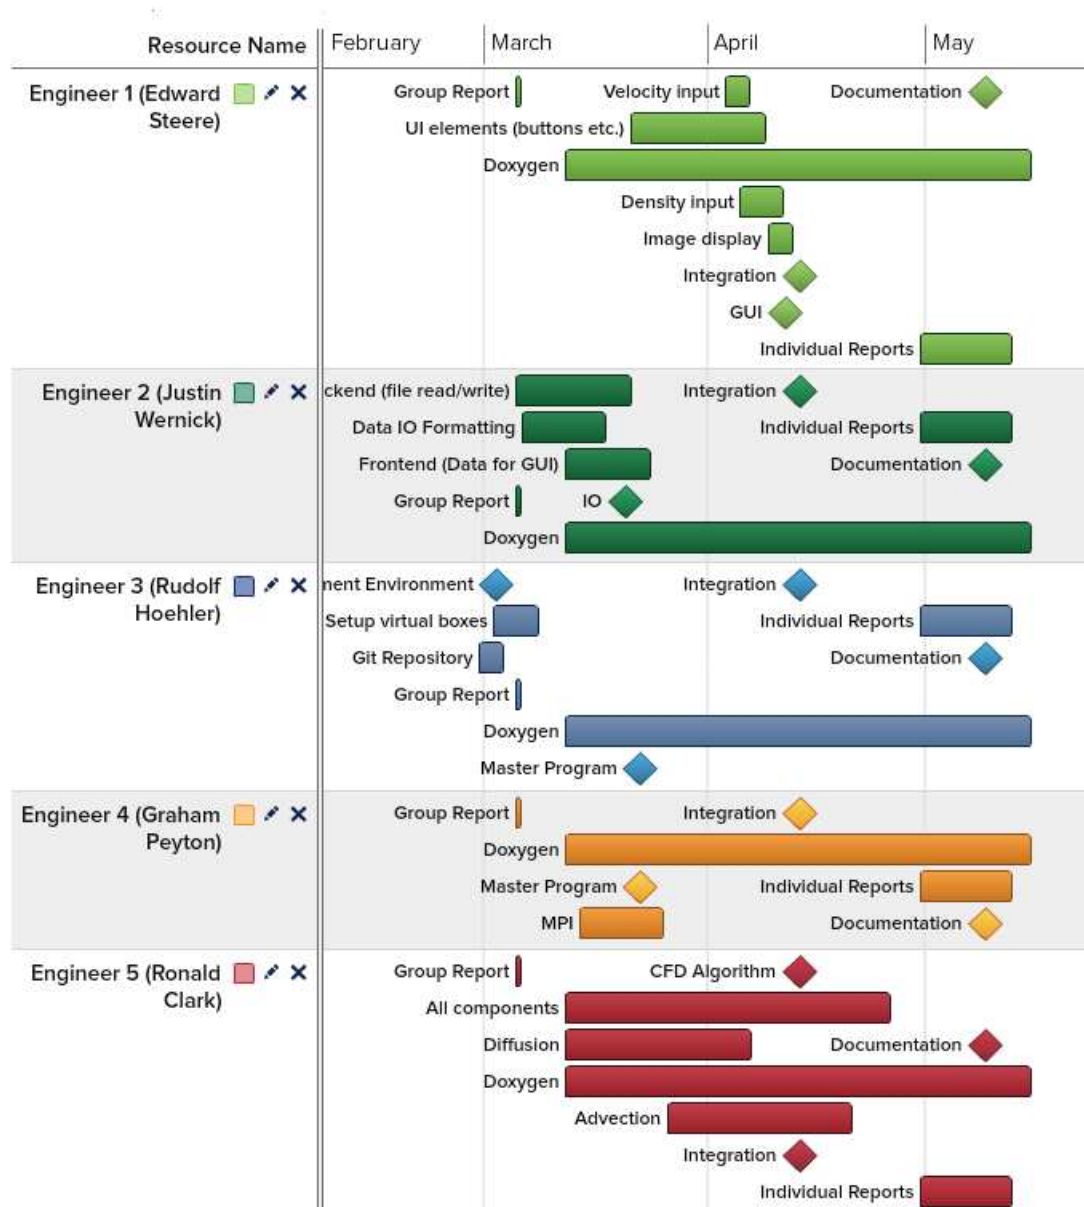 Resource Name February March April May
Engineer 1 (Edward
Steere)
Group Report Velocity input Documentation
UI elements (buttons etc.)
Doxygen
Density input
Image display
Integration
GUI
Individual Reports
Engineer 2 (Justin
Wernick)
ckend (file read/write) Integration
Data IO Formatting Individual Reports
Frontend (Data for GUI) Documentation
Group Report IO
Doxygen
Engineer 3 (Rudolf
Hoehler)
nent Environment Integration
Setup virtual boxes Individual Reports
Git Repository Documentation
Group Report
Doxygen
Master Program
Engineer 4 (Graham
Peyton)
Group Report Integration
Doxygen
Master Program Individual Reports
MPI Documentation
Engineer 5 (Ronald
Clark)
Group Report CFD Algorithm
All components
Diffusion Documentation
Doxygen
Advection
Integration
Individual Reports